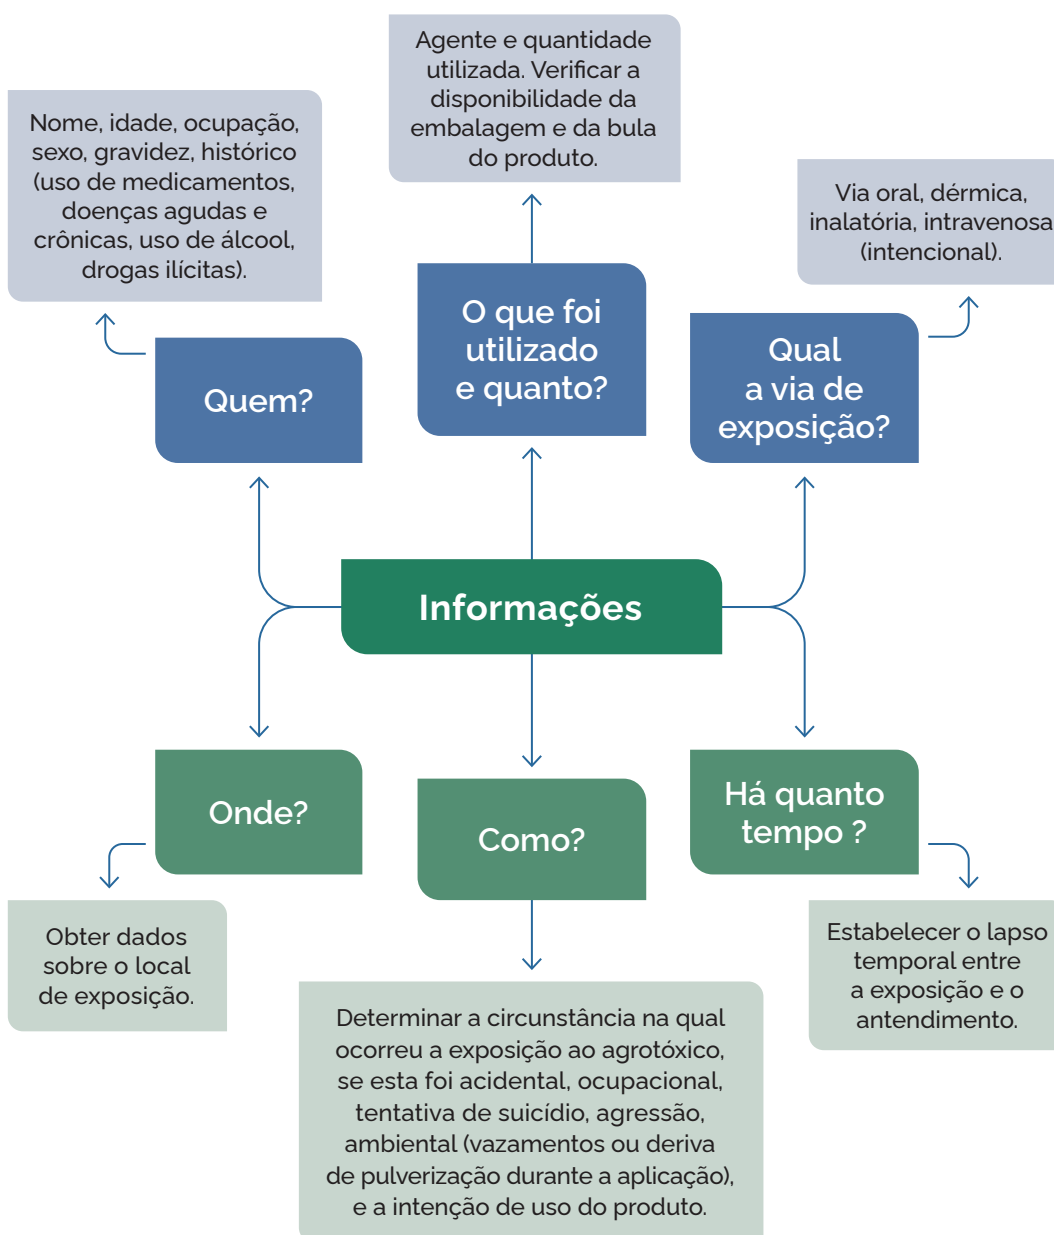 Agente e quantidade
utilizada. Verificar a
disponibilidade da
embalagem e da bula
do produto.
Nome, idade, ocupação,
sexo, gravidez, histórico
(uso de medicamentos,
doenças agudas e
crônicas, uso de álcool,
drogas ilícitas).
Via oral, dérmica,
inalatória, intravenosa
(intencional).
Quem?
O que foi
utilizado
e quanto?
Qual
a via de
exposição?
Informações
Onde?
Como?
Há quanto
tempo ?
Obter dados
sobre o local
de exposição.
Determinar a circunstância na qual
ocorreu a exposição ao agrotóxico,
se esta foi acidental, ocupacional,
tentativa de suicídio, agressão,
ambiental (vazamentos ou deriva
de pulverização durante a aplicação),
e a intenção de uso do produto.
Estabelecer o lapso
temporal entre
a exposição e o
antendimento.